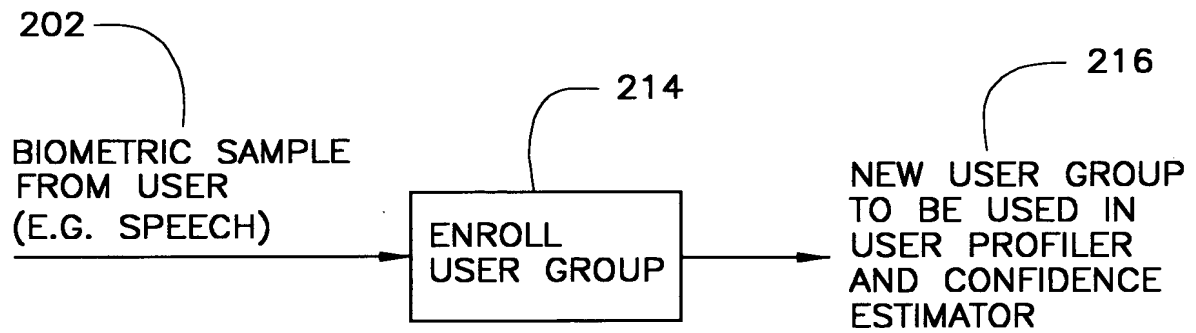 202
BIOMETRIC SAMPLE
FROM USER
(E.G. SPEECH)
214
ENROLL
USER GROUP
216
NEW USER GROUP
TO BE USED IN
USER PROFILER
AND CONFIDENCE
ESTIMATOR